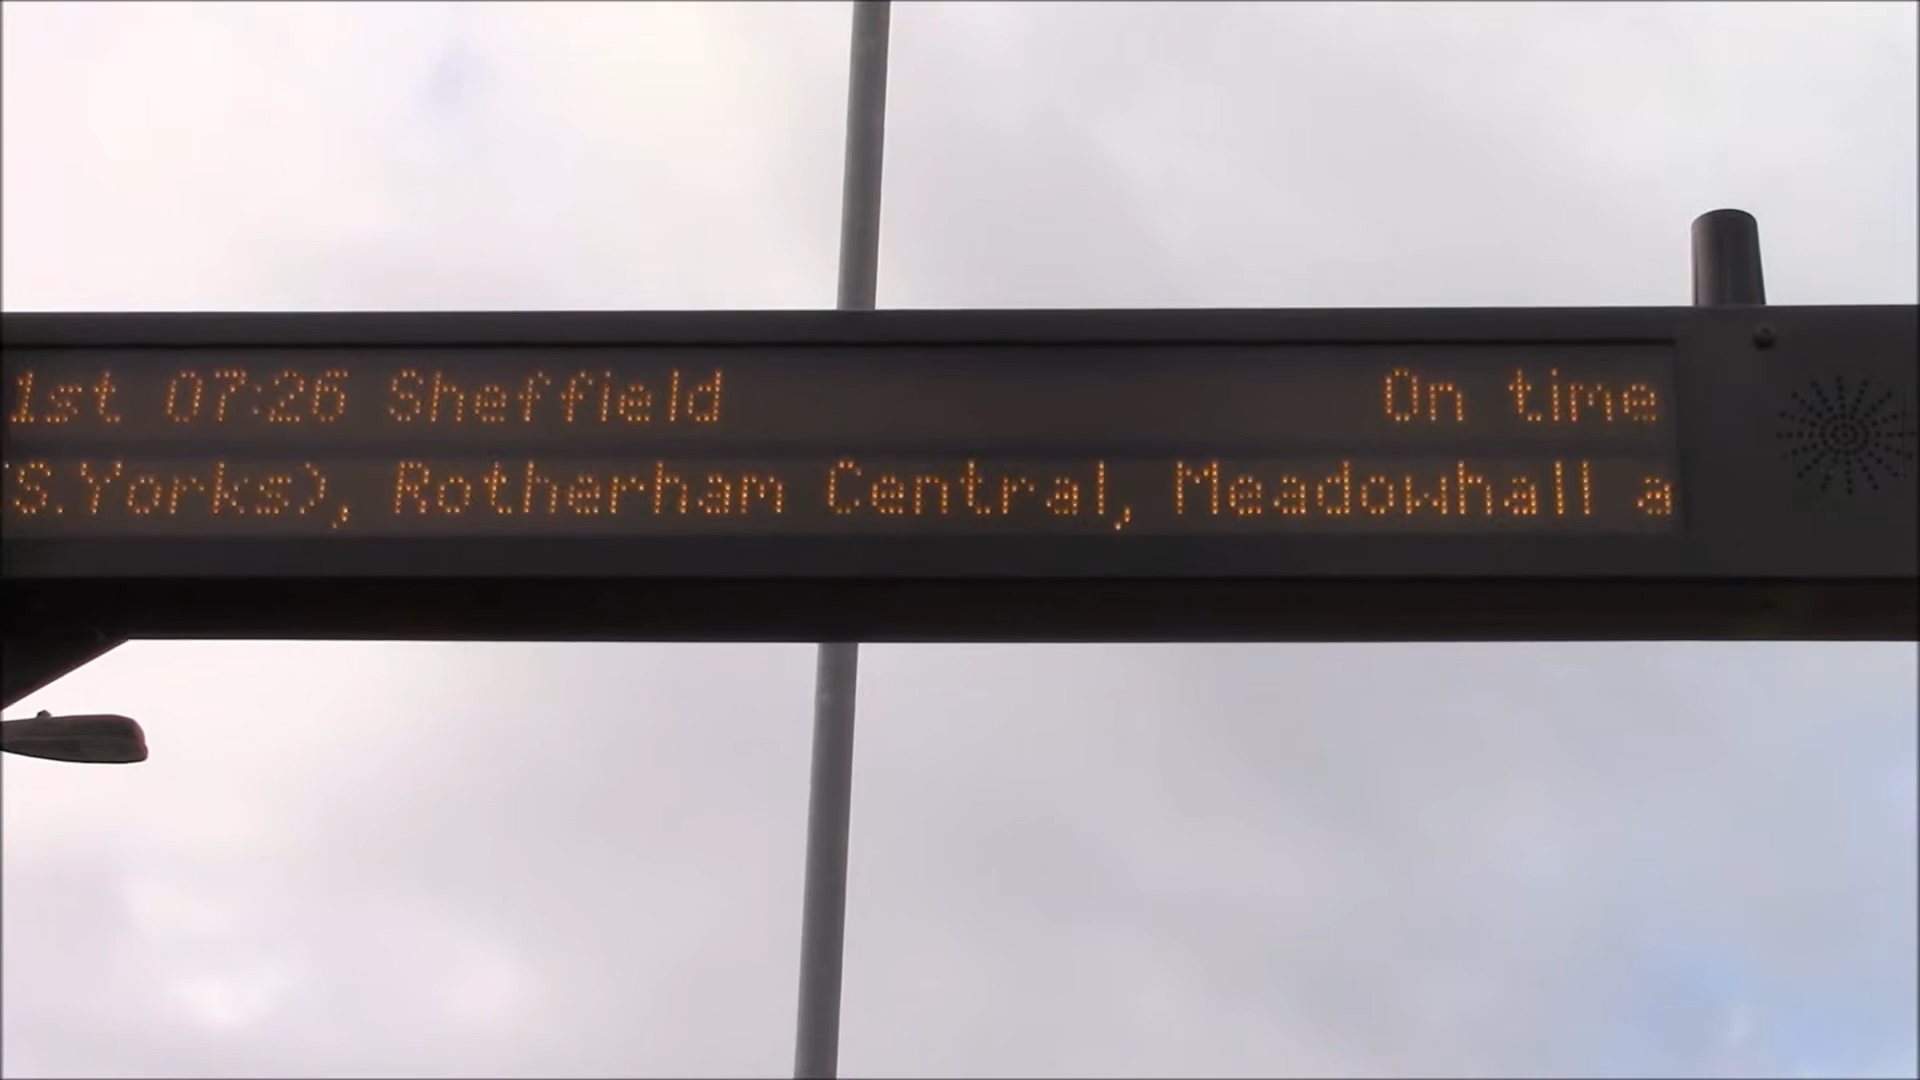 1st 07:26 Sheffield On time
(S.Yorks), Rotherham Central, Meadowhall a